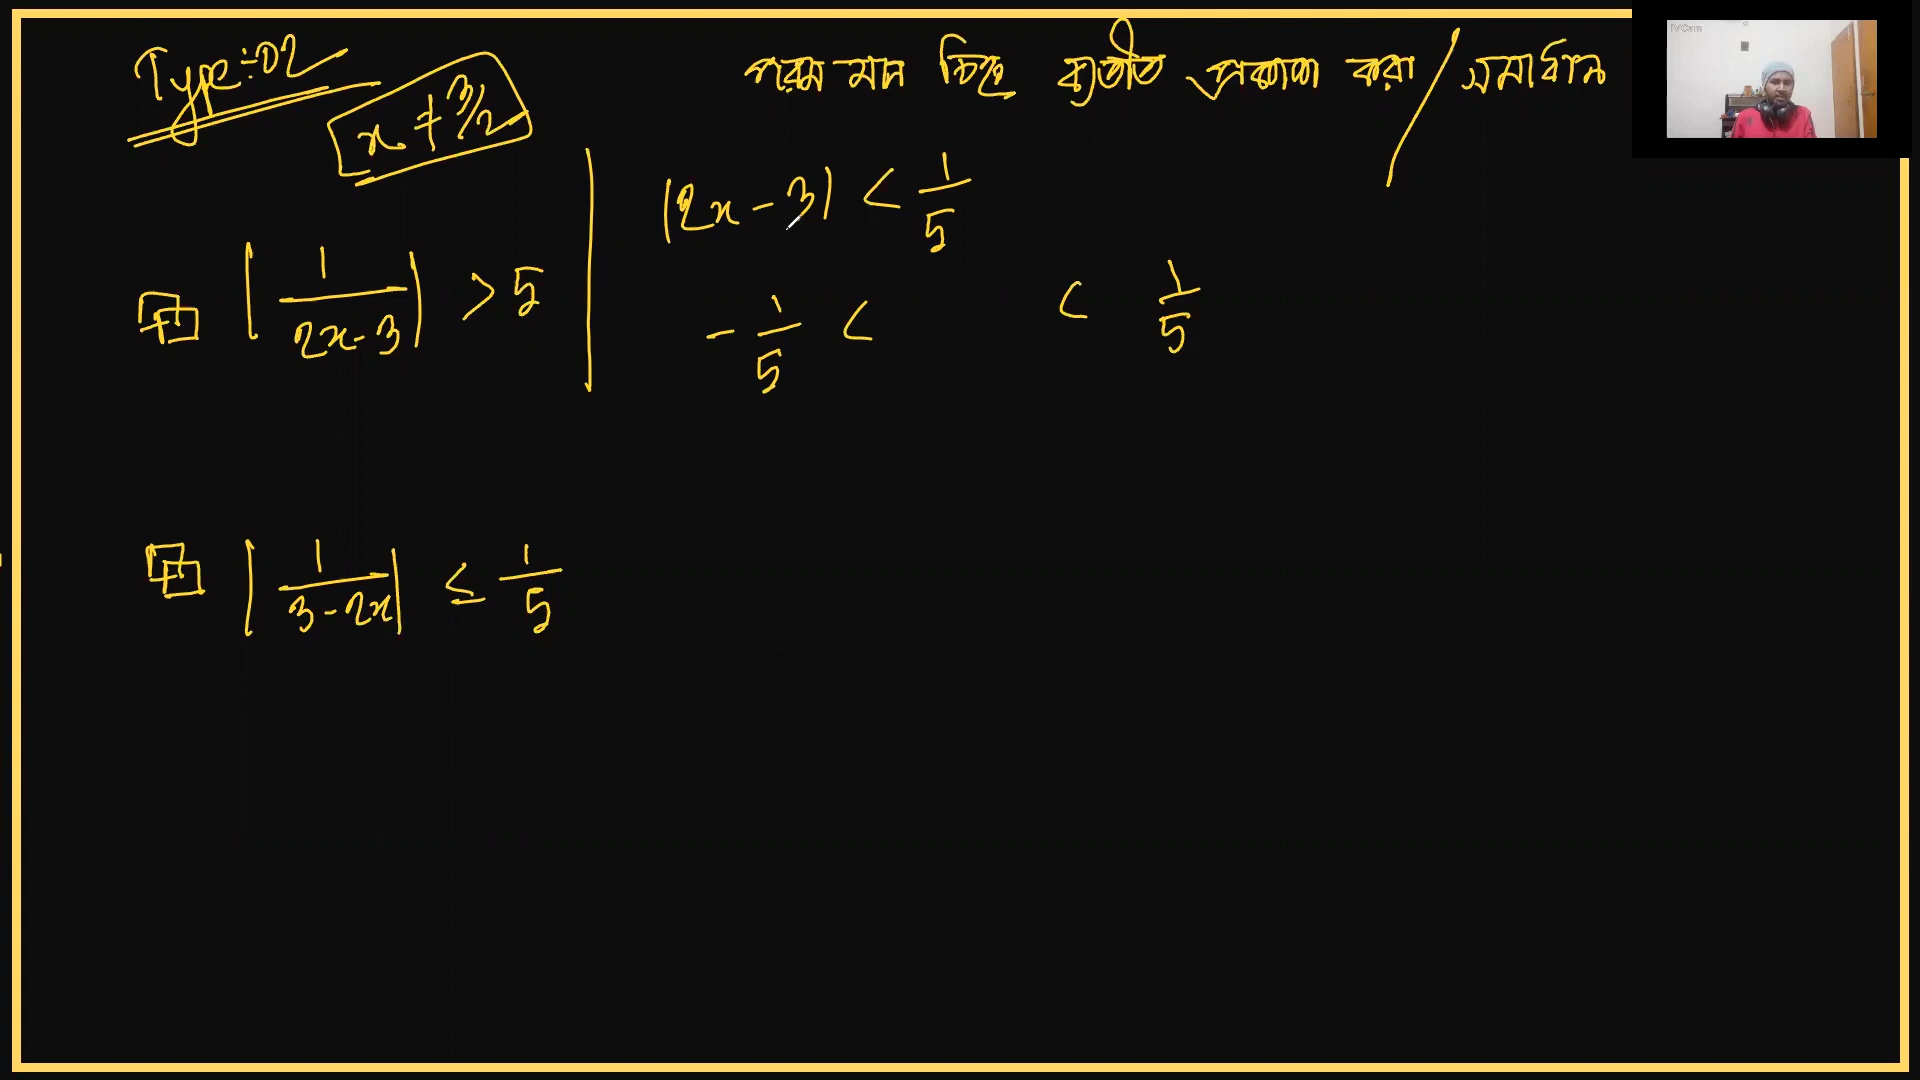 Type÷02
x ≠ 3/2
পরম মান চিহ্ন ব্যতীত প্রকাশ করা / সমাধান
|1/(2x-3)| > 5
|2x - 3| < 1/5
- 1/5 < < 1/5
|1/(3-2x)| ≤ 1/5